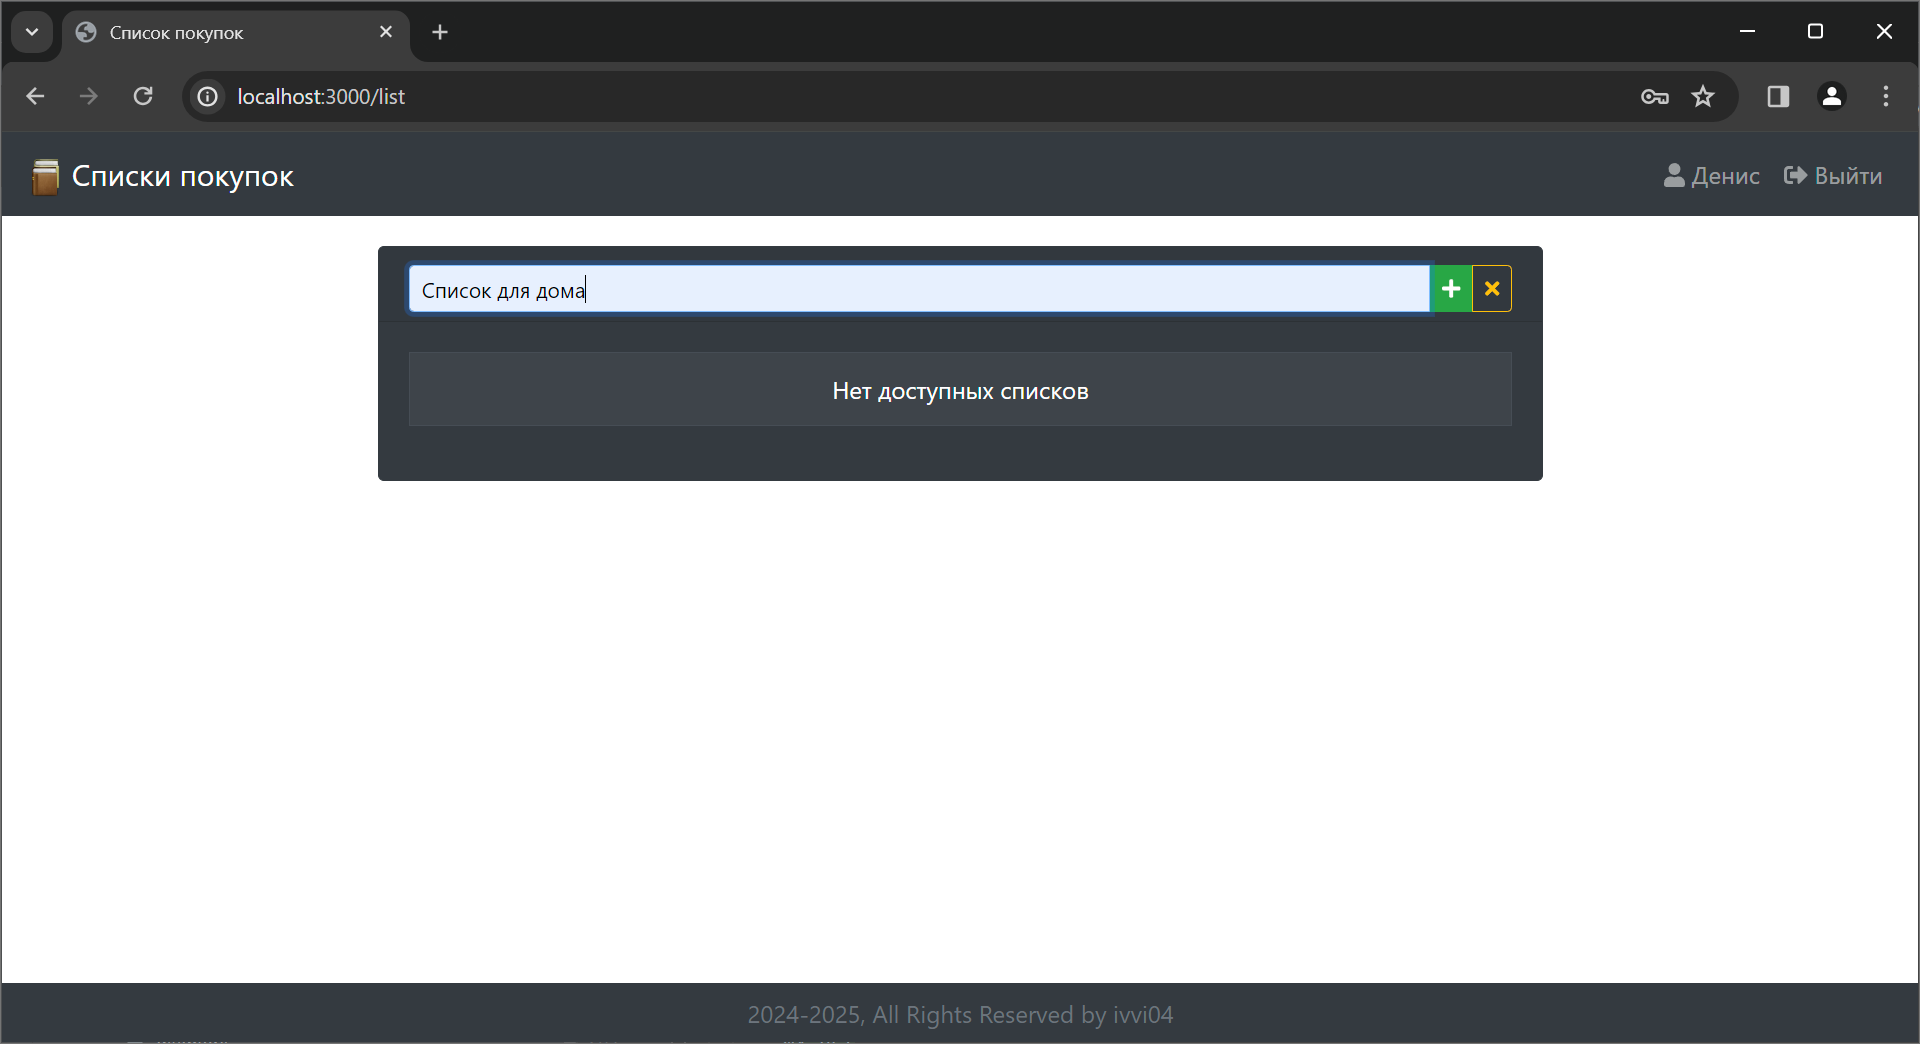 Список покупок
localhost:3000/list
Списки покупок
Денис
Выйти
Список для дома
Нет доступных списков
2024-2025, All Rights Reserved by ivvi04